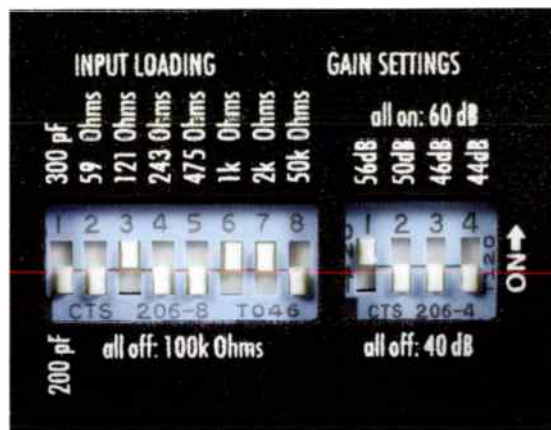 INPUT LOADING
GAIN SETTINGS
300 pF
59 Ohms
121 Ohms
243 Ohms
475 Ohms
1k Ohms
2k Ohms
50k Ohms
all on: 60 dB
56dB
50dB
46dB
44dB
1 2 3 4 5 6 7 8
1 2 3 4
CTS 206-8 T046
CTS 206-4
ON
200 pF
all off: 100k Ohms
all off: 40 dB